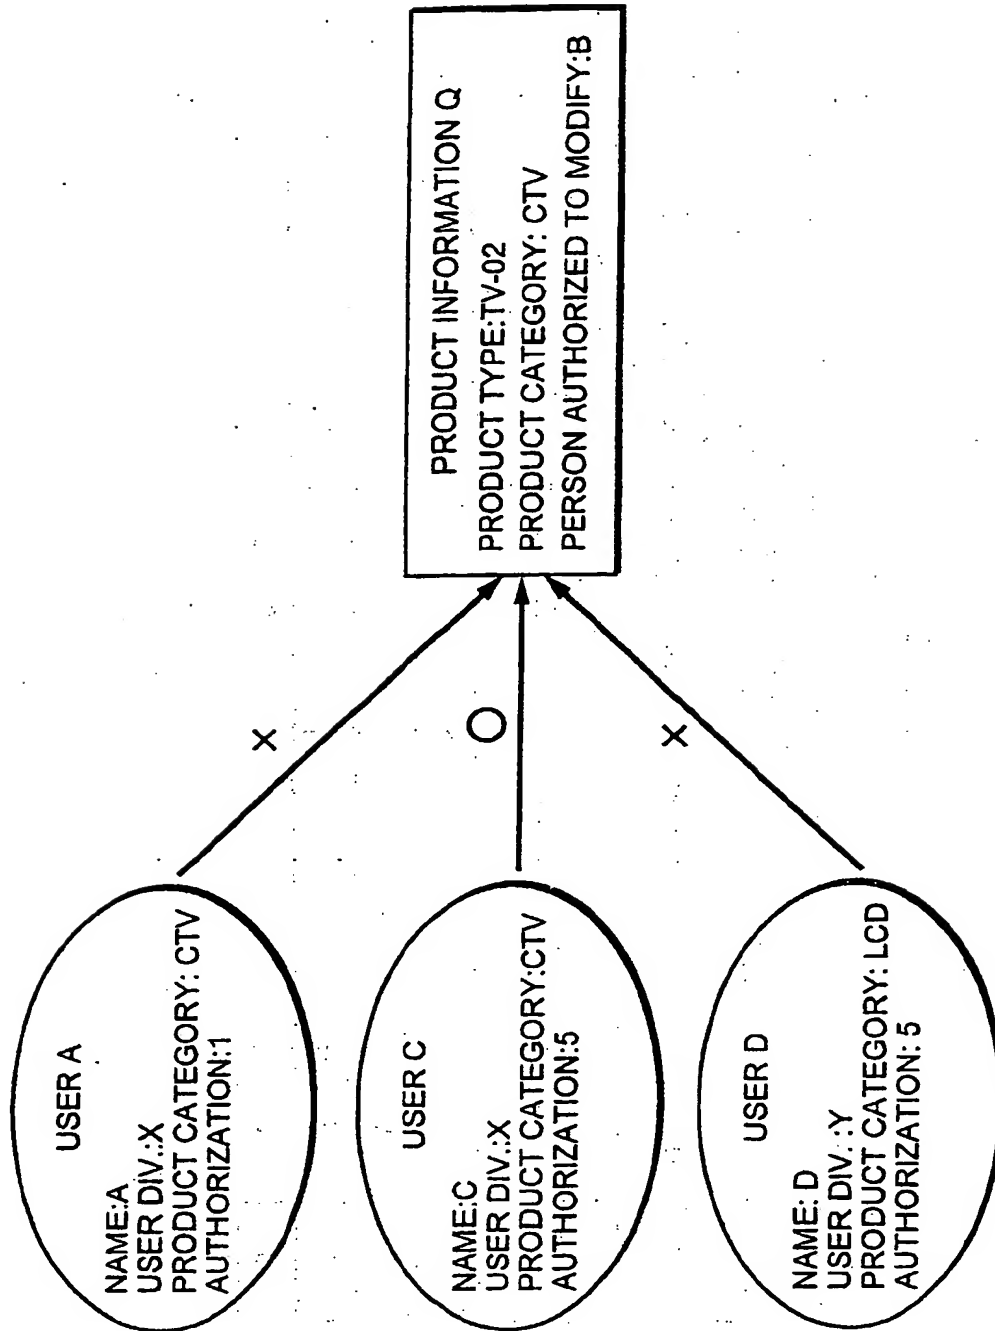 USER A
NAME:A
USER DIV.:X
PRODUCT CATEGORY: CTV
AUTHORIZATION:1
USER C
NAME:C
USER DIV.:X
PRODUCT CATEGORY:CTV
AUTHORIZATION:5
USER D
NAME: D
USER DIV. :Y
PRODUCT CATEGORY: LCD
AUTHORIZATION: 5
X
O
X
PRODUCT INFORMATION Q
PRODUCT TYPE:TV-02
PRODUCT CATEGORY: CTV
PERSON AUTHORIZED TO MODIFY:B